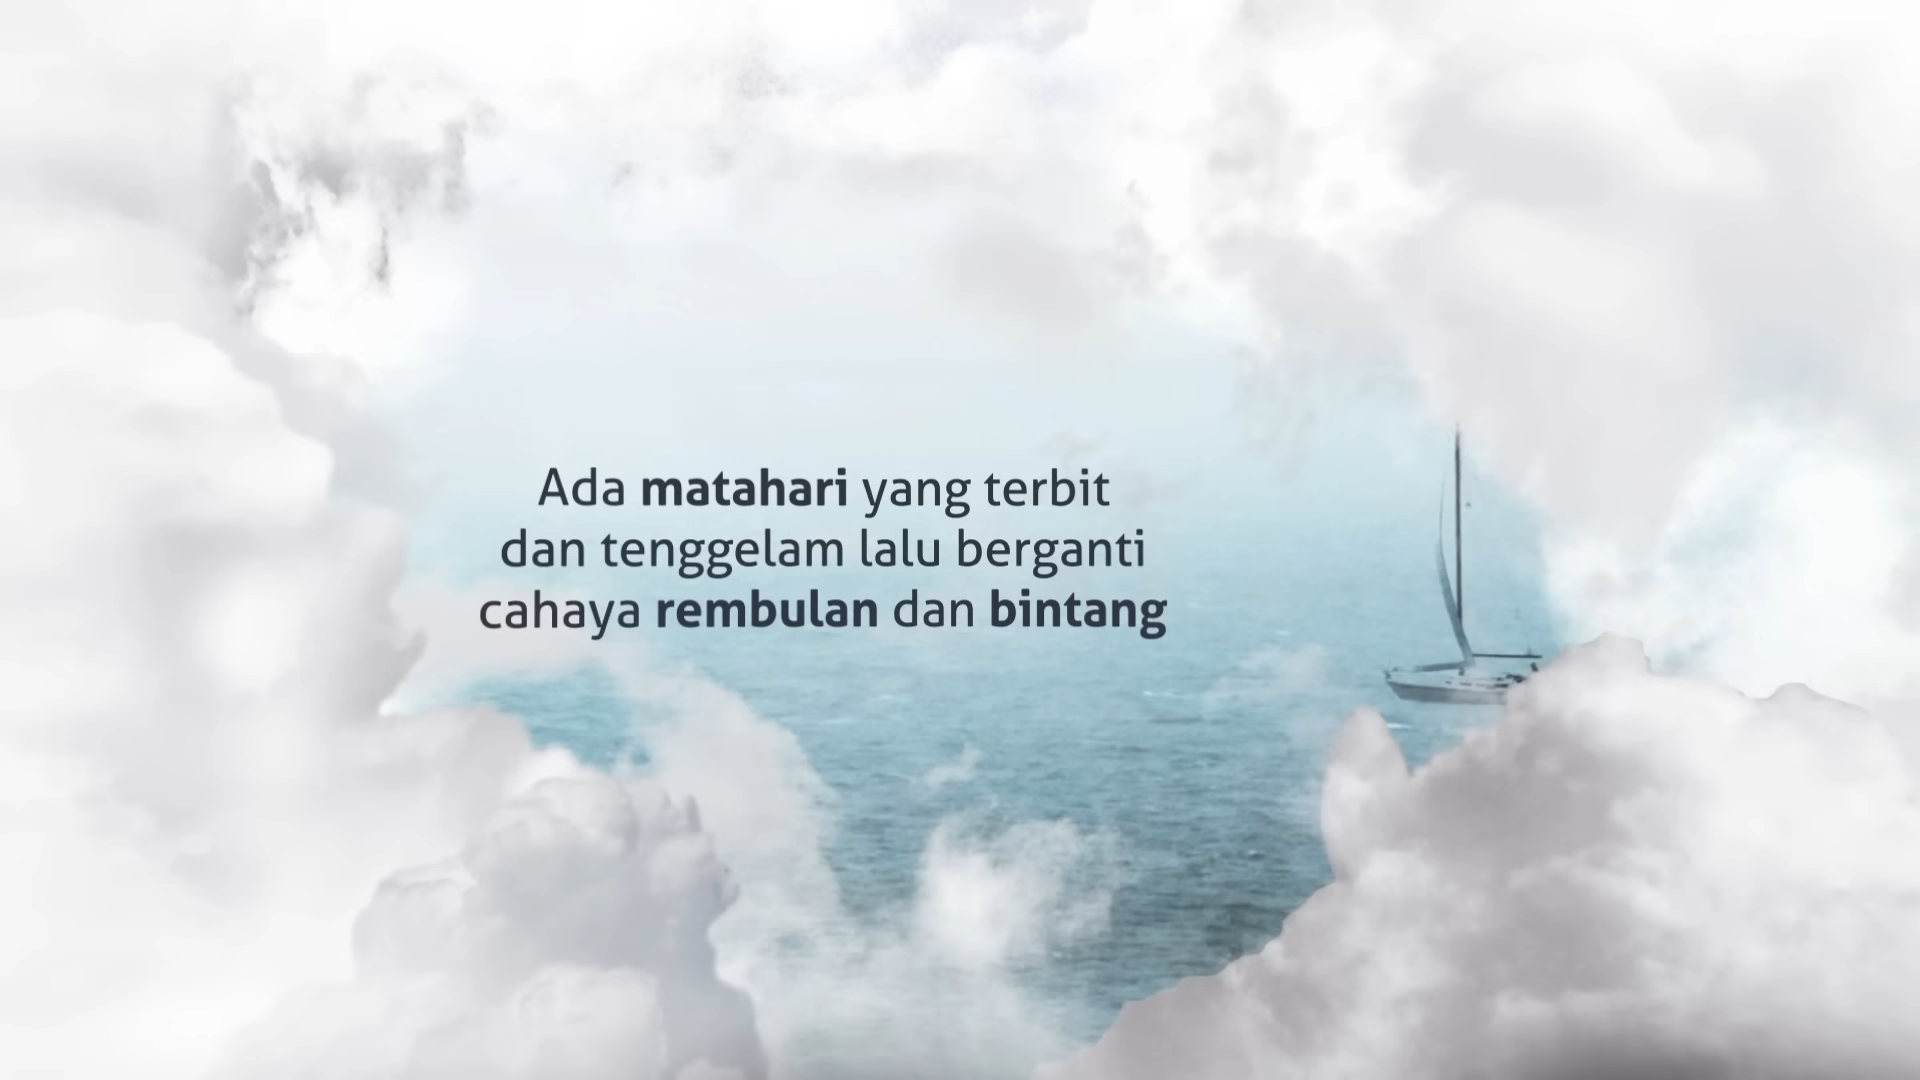 Ada matahari yang terbit
dan tenggelam lalu berganti
cahaya rembulan dan bintang